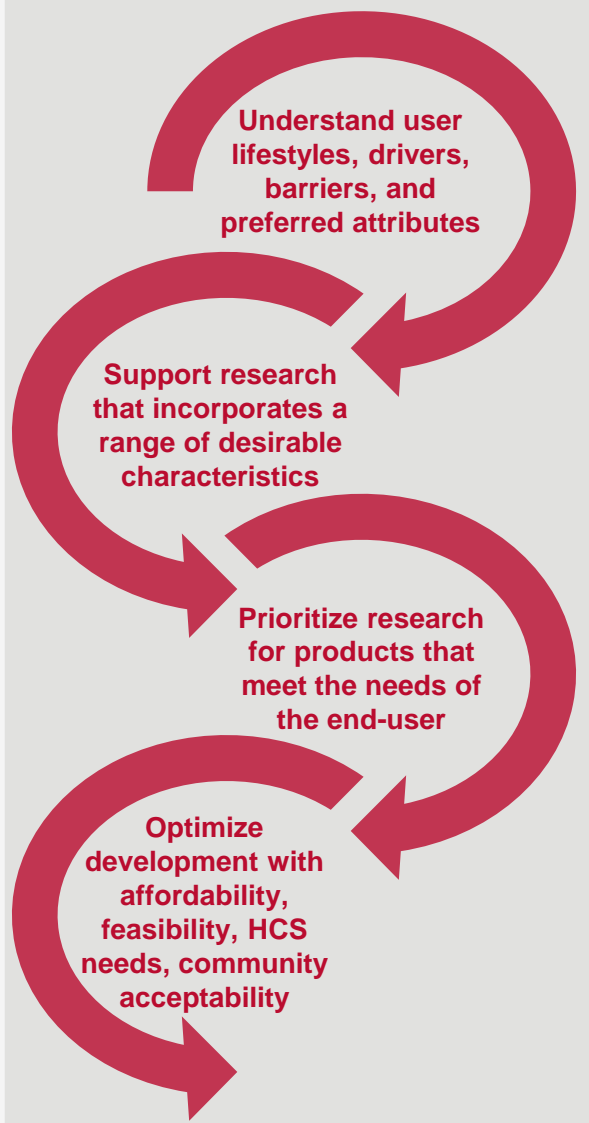 Understand user
lifestyles, drivers,
barriers, and
preferred attributes
Support research
that incorporates a
range of desirable
characteristics
Prioritize research
for products that
meet the needs of
the end-user
Optimize
development with
affordability,
feasibility, HCS
needs, community
acceptability